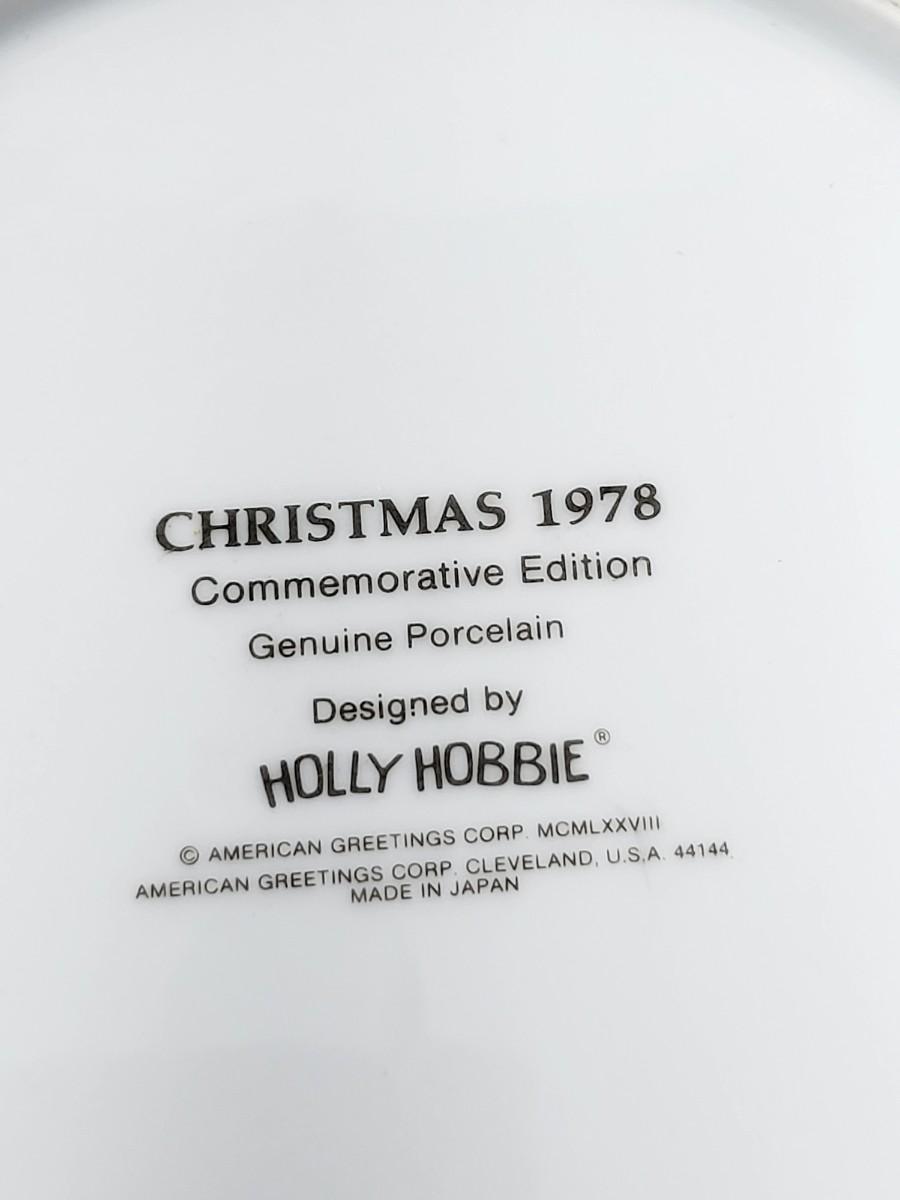 CHRISTMAS 1978
Commemorative Edition
Genuine Porcelain
Designed by
HOLLY HOBBIE®
© AMERICAN GREETINGS CORP. MCMLXXVIII
AMERICAN GREETINGS CORP. CLEVELAND, U.S.A. 44144.
MADE IN JAPAN